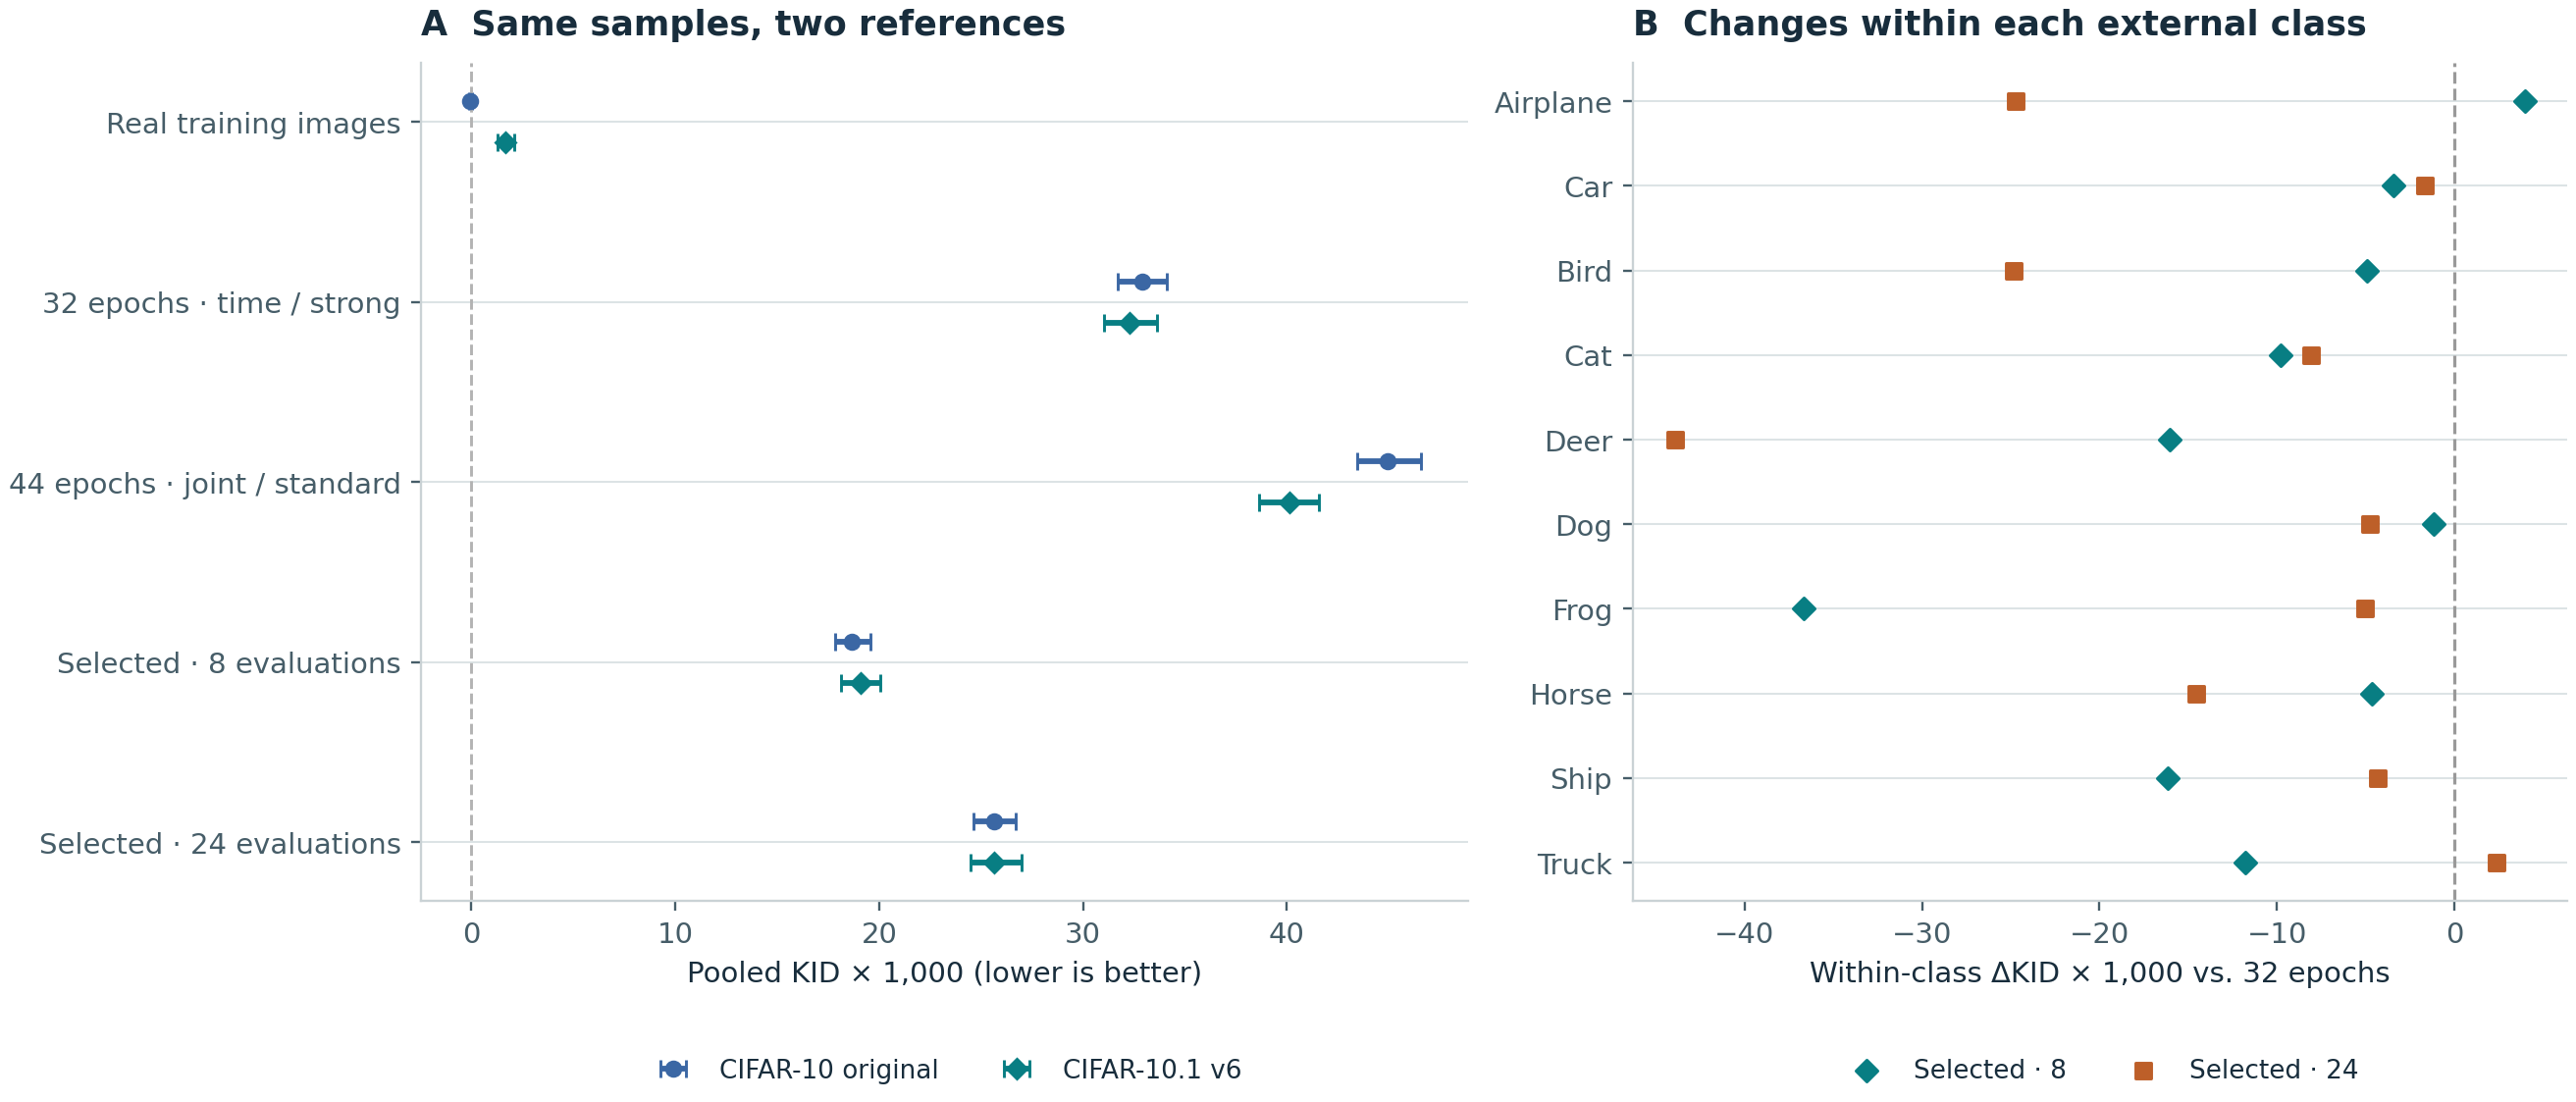 A Same samples, two references
Real training images
32 epochs · time / strong
44 epochs · joint / standard
Selected · 8 evaluations
Selected · 24 evaluations
0 10 20 30 40
Pooled KID × 1,000 (lower is better)
CIFAR-10 original CIFAR-10.1 v6
B Changes within each external class
Airplane
Car
Bird
Cat
Deer
Dog
Frog
Horse
Ship
Truck
−40 −30 −20 −10 0
Within-class ΔKID × 1,000 vs. 32 epochs
Selected · 8 Selected · 24